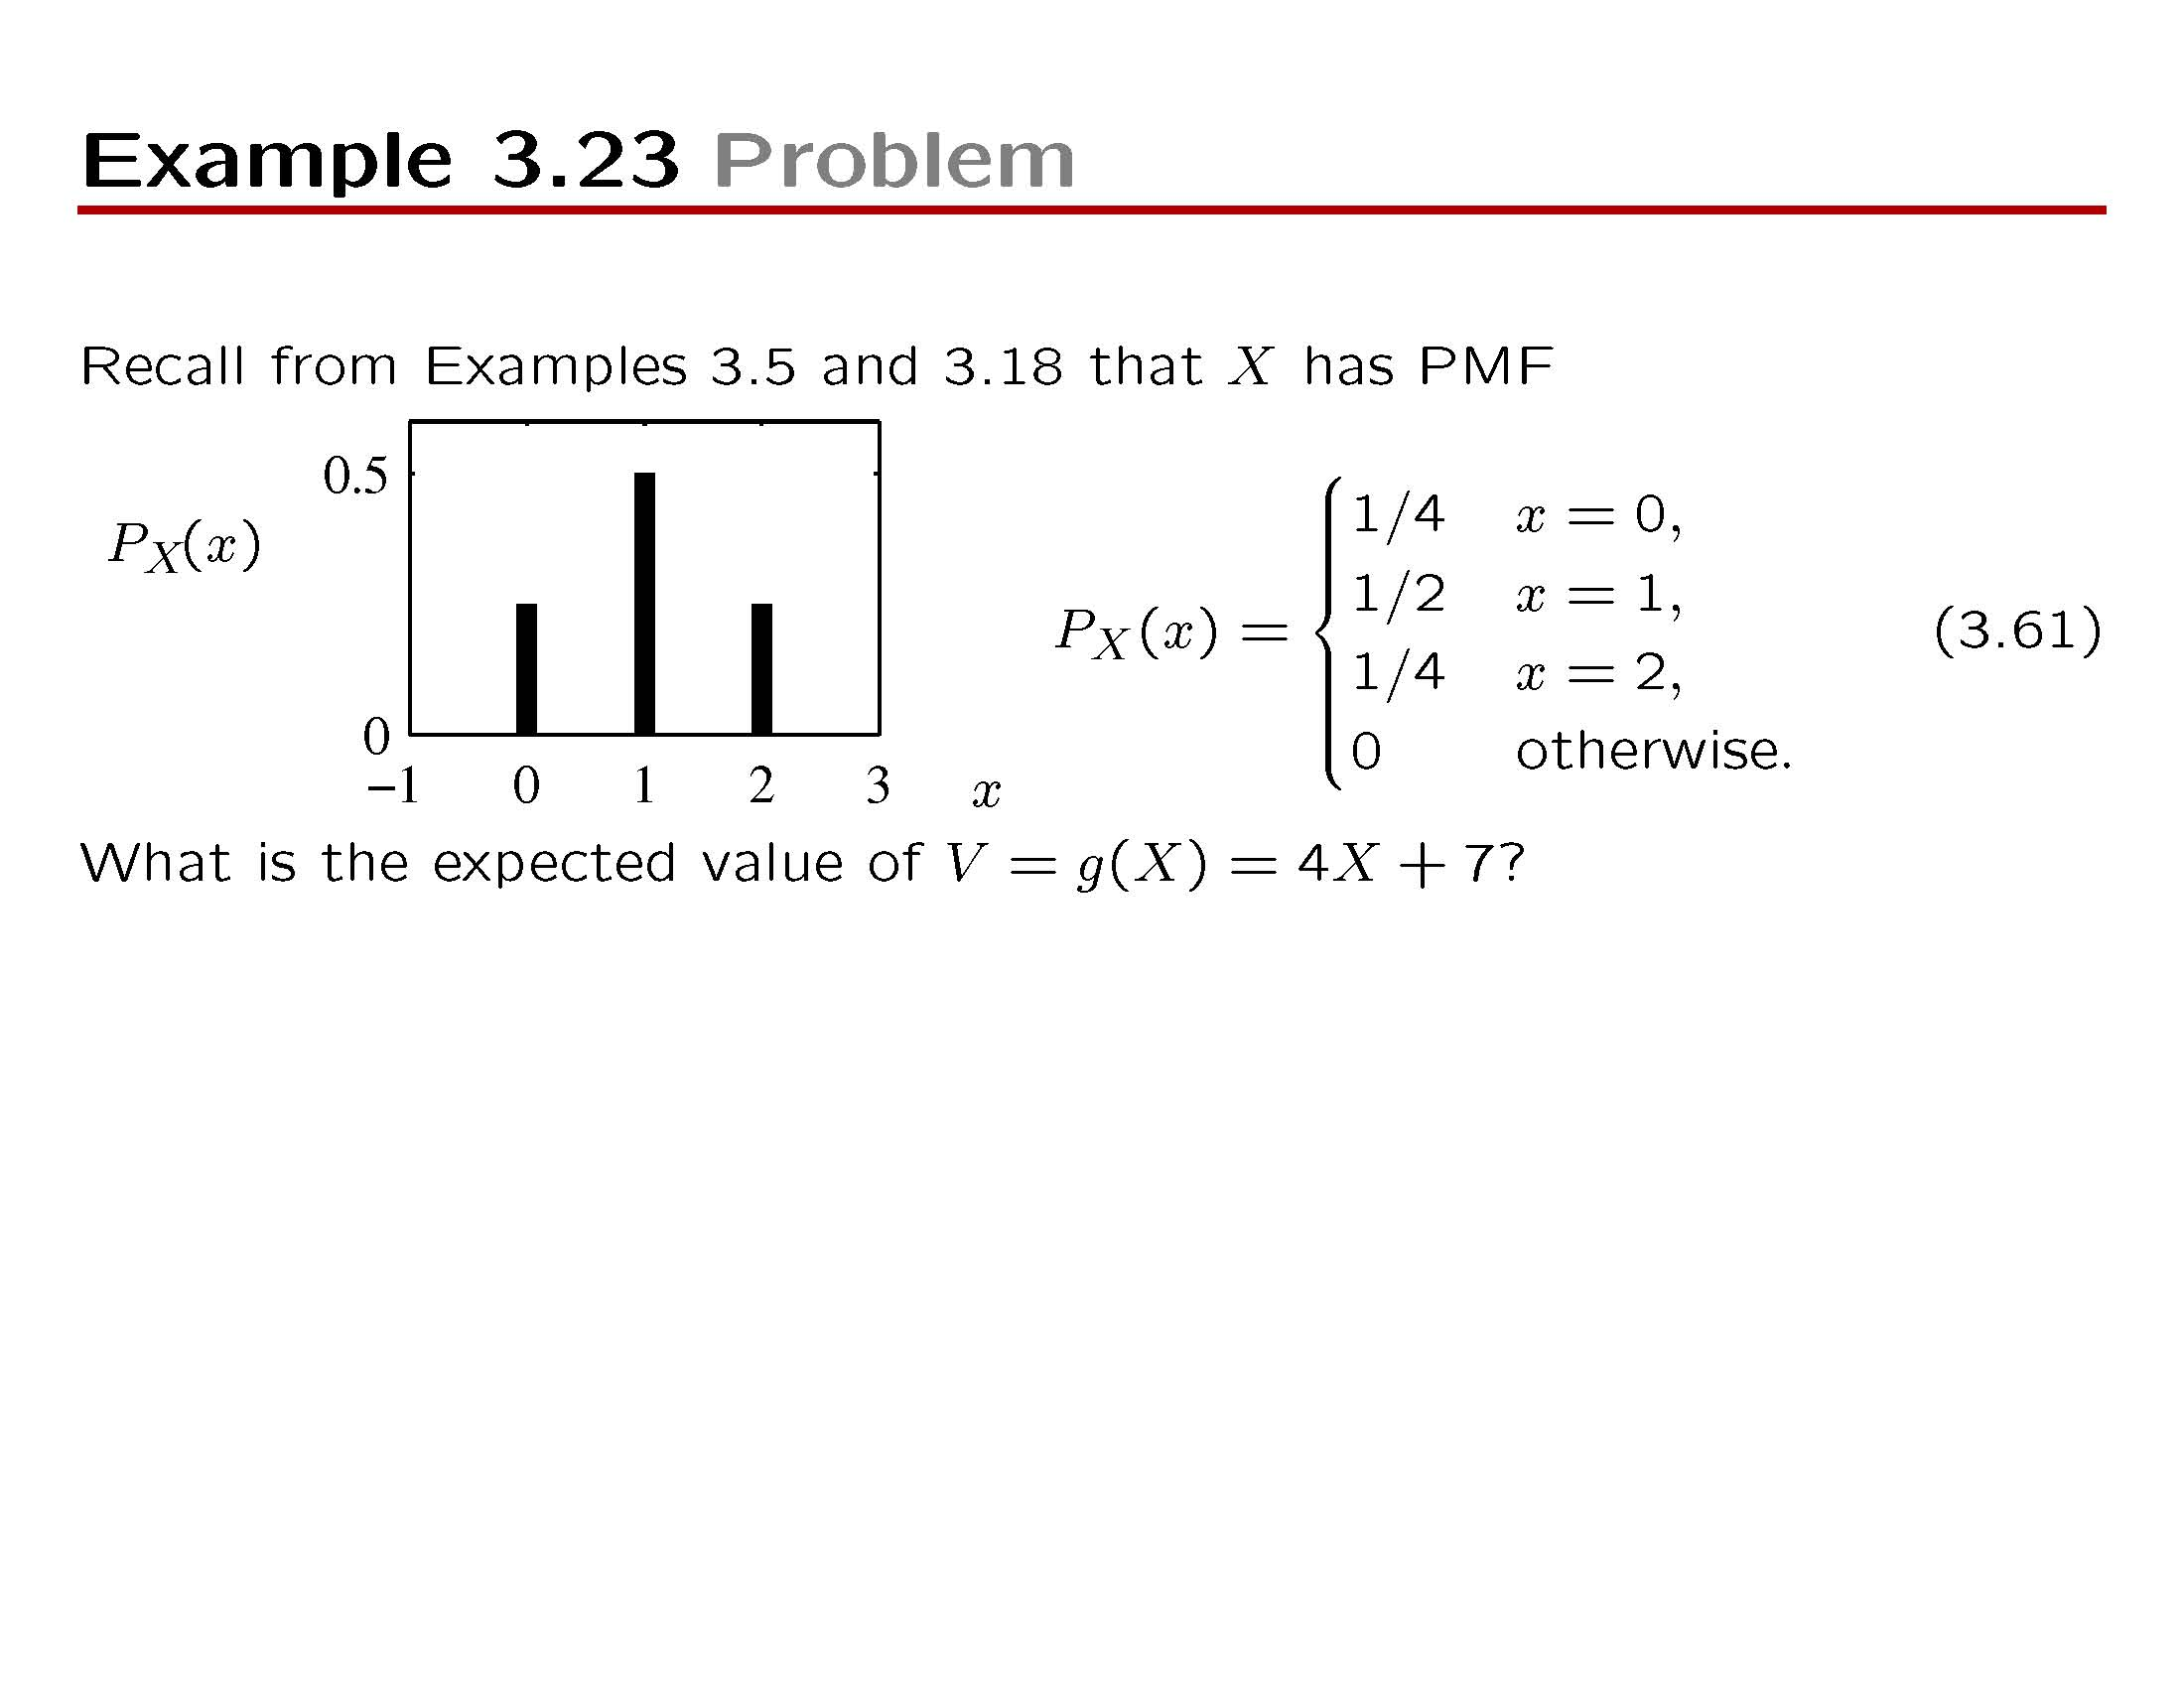 Example 3.23 Problem
Recall from Examples 3.5 and 3.18 that X has PMF
0.5
P_X(x)
0
−1 0 1 2 3 x
P_X(x) = { 1/4 x = 0,
1/2 x = 1,
1/4 x = 2,
0 otherwise.
(3.61)
What is the expected value of V = g(X) = 4X + 7?